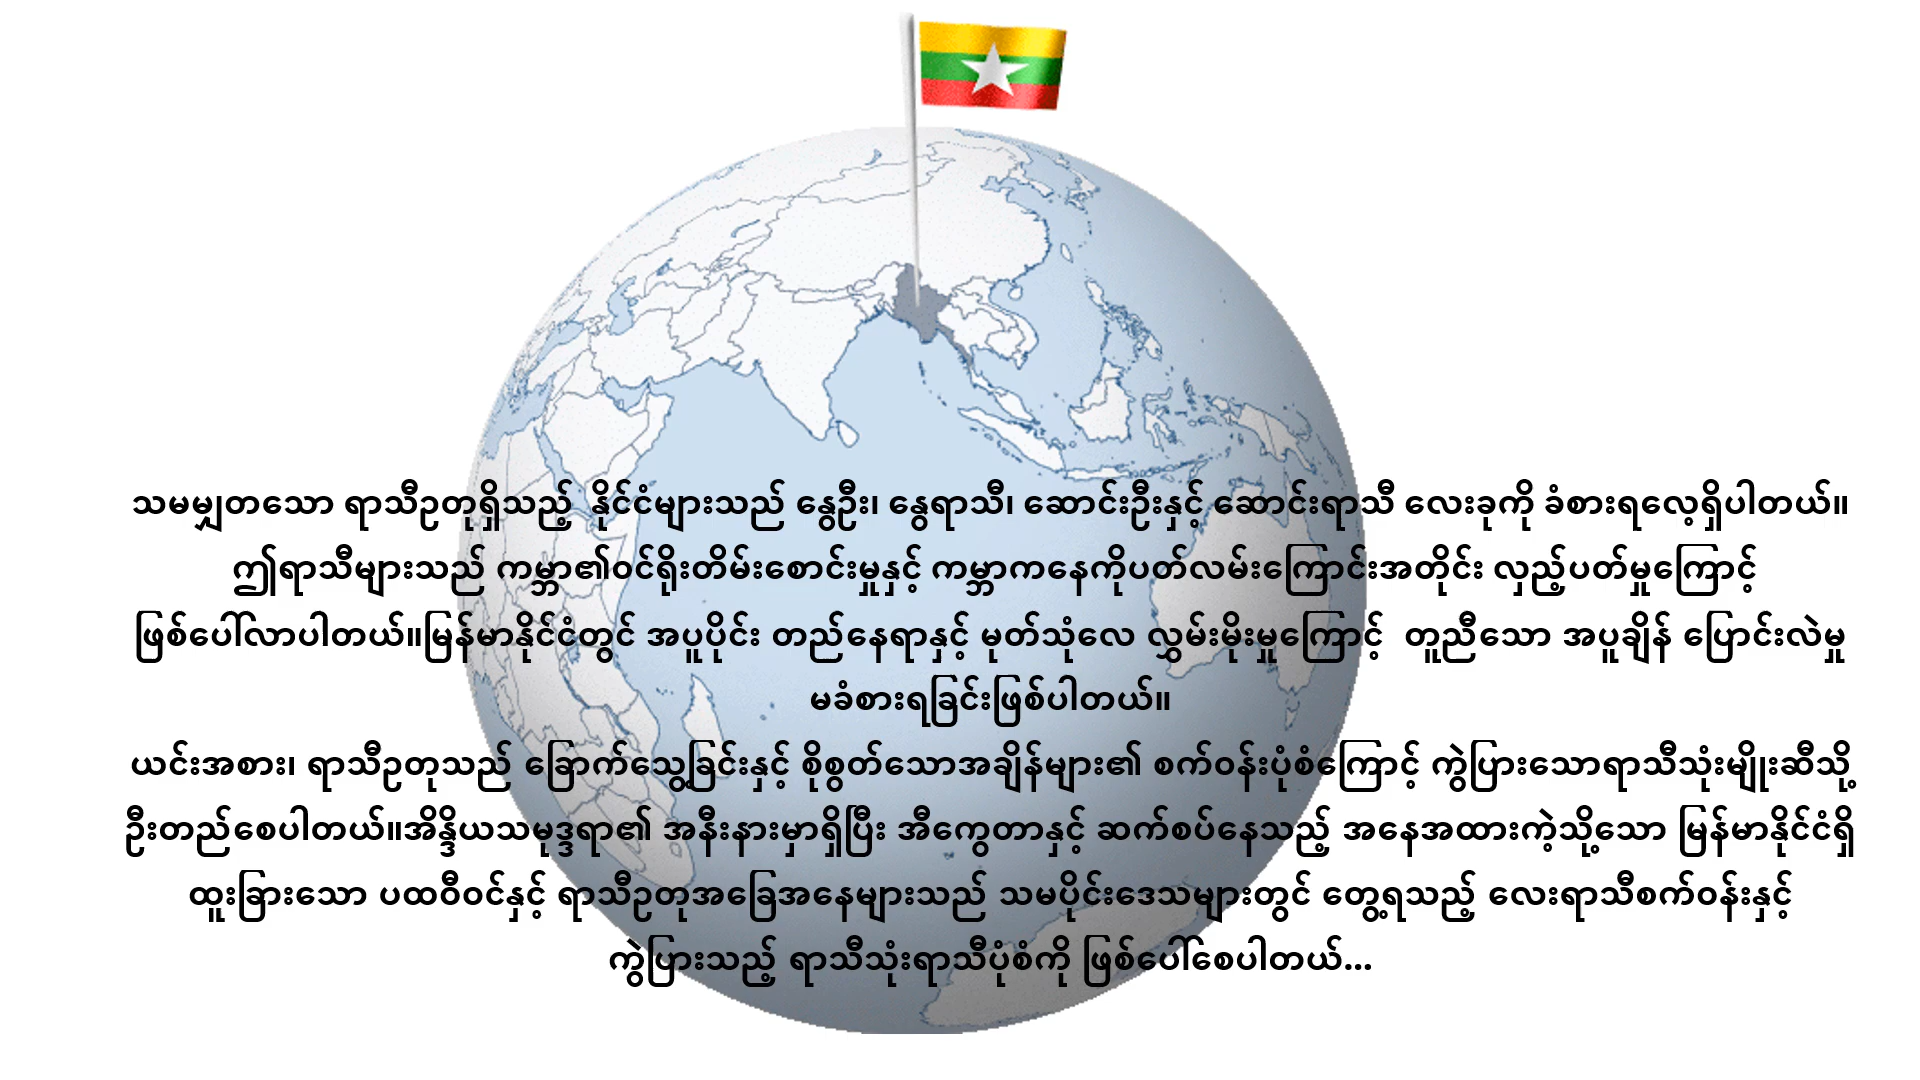 သမမျှတသော ရာသီဥတုရှိသည့် နိုင်ငံများသည် နွေဦး၊ နွေရာသီ၊ ဆောင်းဦးနှင့် ဆောင်းရာသီ လေးခုကို ခံစားရလေ့ရှိပါတယ်။
ဤရာသီများသည် ကမ္ဘာ၏ဝင်ရိုးတိမ်းစောင်းမှုနှင့် ကမ္ဘာကနေကိုပတ်လမ်းကြောင်းအတိုင်း လှည့်ပတ်မှုကြောင့်
ဖြစ်ပေါ်လာပါတယ်။မြန်မာနိုင်ငံတွင် အပူပိုင်း တည်နေရာနှင့် မုတ်သုံလေ လွှမ်းမိုးမှုကြောင့် တူညီသော အပူချိန် ပြောင်းလဲမှု
မခံစားရခြင်းဖြစ်ပါတယ်။
ယင်းအစား၊ ရာသီဥတုသည် ခြောက်သွေ့ခြင်းနှင့် စိုစွတ်သောအချိန်များ၏ စက်ဝန်းပုံစံကြောင့် ကွဲပြားသောရာသီသုံးမျိုးဆီသို့
ဦးတည်စေပါတယ်။အိန္ဒိယသမုဒ္ဒရာ၏ အနီးနားမှာရှိပြီး အီကွေတာနှင့် ဆက်စပ်နေသည့် အနေအထားကဲ့သို့သော မြန်မာနိုင်ငံရှိ
ထူးခြားသော ပထဝီဝင်နှင့် ရာသီဥတုအခြေအနေများသည် သမပိုင်းဒေသများတွင် တွေ့ရသည့် လေးရာသီစက်ဝန်းနှင့်
ကွဲပြားသည့် ရာသီသုံးရာသီပုံစံကို ဖြစ်ပေါ်စေပါတယ်...